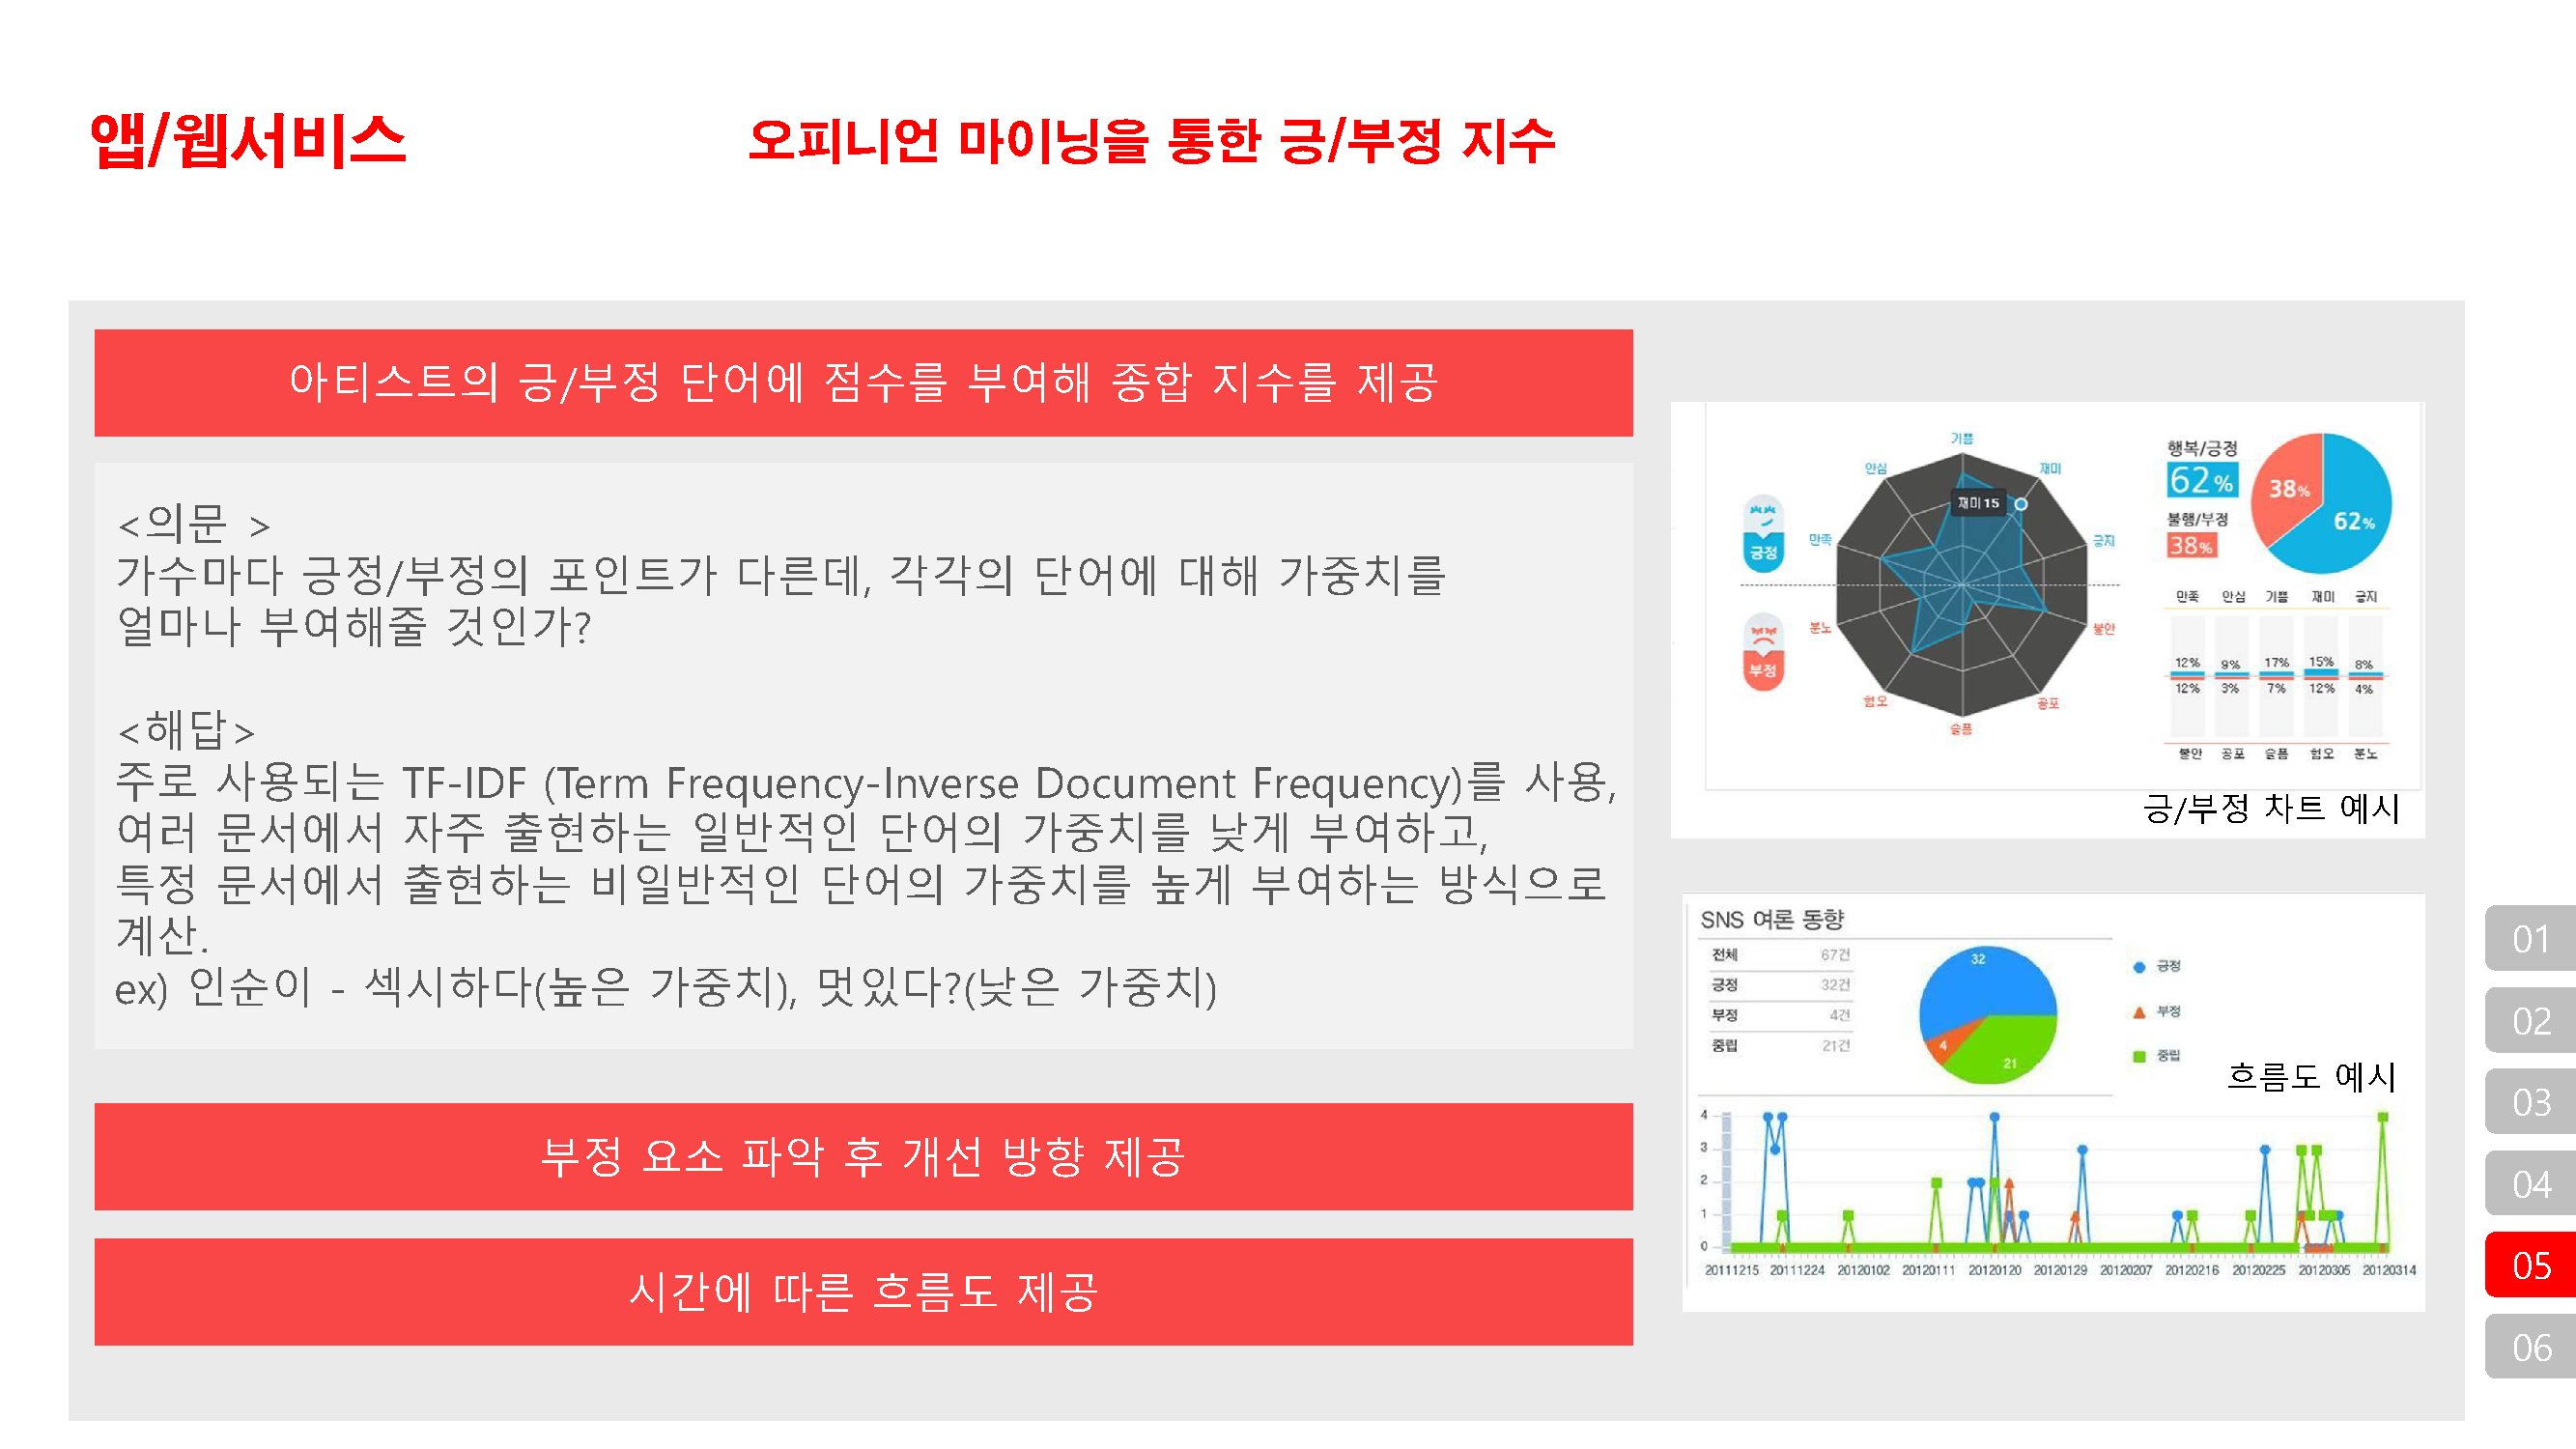 앱/웹서비스
오피니언 마이닝을 통한 긍/부정 지수
아티스트의 긍/부정 단어에 점수를 부여해 종합 지수를 제공
<의문 >
가수마다 긍정/부정의 포인트가 다른데, 각각의 단어에 대해 가중치를
얼마나 부여해줄 것인가?
<해답>
주로 사용되는 TF-IDF (Term Frequency-Inverse Document Frequency)를 사용,
여러 문서에서 자주 출현하는 일반적인 단어의 가중치를 낮게 부여하고,
특정 문서에서 출현하는 비일반적인 단어의 가중치를 높게 부여하는 방식으로
계산.
ex) 인순이 - 섹시하다(높은 가중치), 멋있다?(낮은 가중치)
부정 요소 파악 후 개선 방향 제공
시간에 따른 흐름도 제공
기쁨
안심
재미
재미 15
만족
긍지
긍정
분노
불안
부정
혐오
공포
슬픔
행복/긍정
62%
불행/부정
38%
38%
62%
만족 안심 기쁨 재미 긍지
12% 9% 17% 15% 8%
12% 3% 7% 12% 4%
불안 공포 슬픔 혐오 분노
긍/부정 차트 예시
SNS 여론 동향
전체 67건
긍정 32건
부정 4건
중립 21건
32
4
21
긍정
부정
중립
흐름도 예시
4
3
2
1
0
20111215 20111224 20120102 20120111 20120120 20120129 20120207 20120216 20120225 20120305 20120314
01
02
03
04
05
06